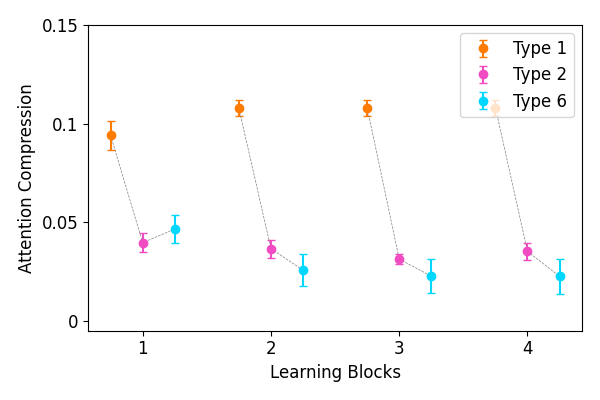 0.15
0.1
0.05
0
Attention Compression
1
2
3
4
Learning Blocks
Type 1
Type 2
Type 6